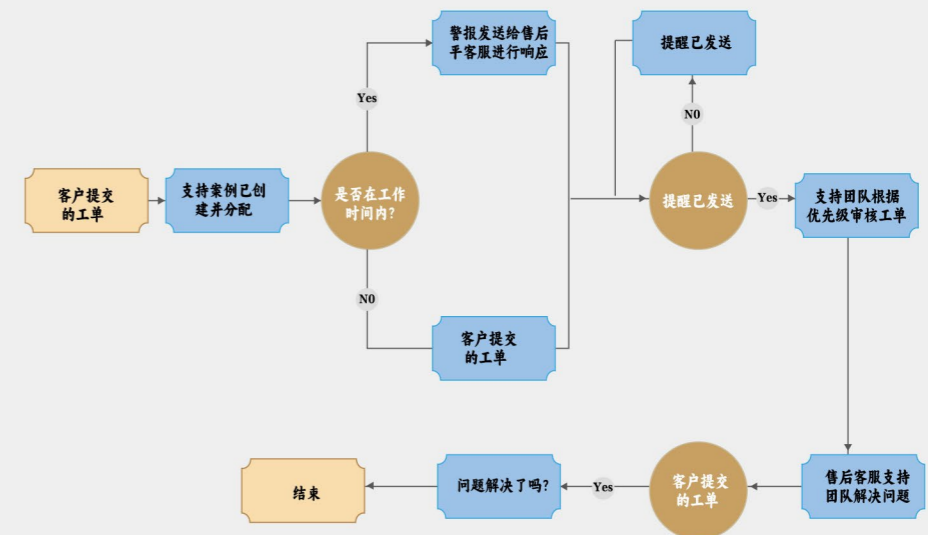 警报发送给售后
平客服进行响应
提醒已发送
Yes
N0
客户提交
的工单
支持案例已创
建并分配
是否在工作
时间内?
提醒已发送
Yes
支持团队根据
优先级审核工单
N0
客户提交
的工单
结束
问题解决了吗?
Yes
客户提交
的工单
售后客服支持
团队解决问题